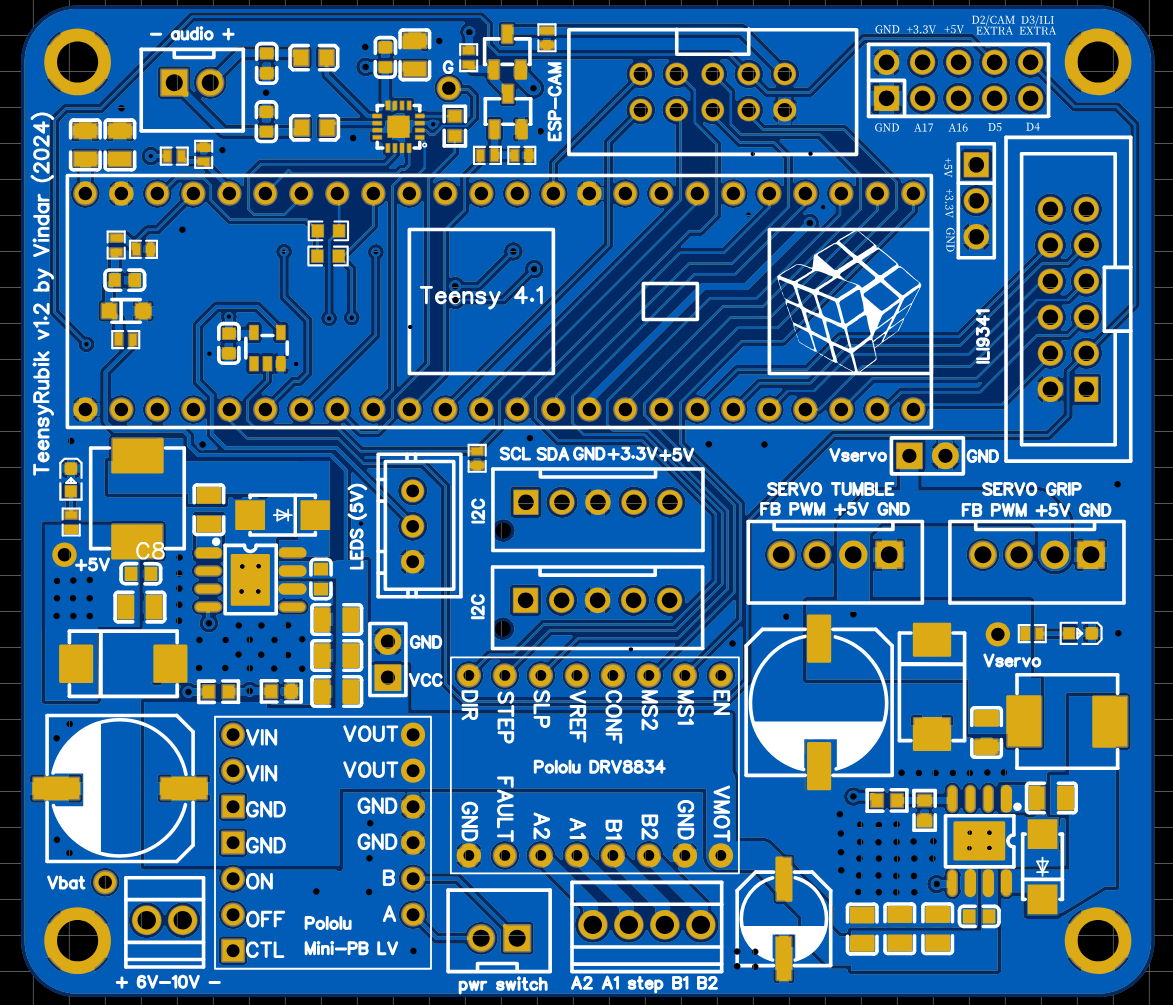 - audio +
G
ESP-CAM
D2/CAM D3/ILI
GND +3.3V +5V EXTRA EXTRA
GND A17 A16 D5 D4
+5V
+3.3V
GND
TeensyRubik v1.2 by Vindar (2024)
Teensy 4.1
ILI9341
Vservo
GND
SCL SDA GND +3.3V +5V
I2C
I2C
LEDS (5V)
SERVO TUMBLE
FB PWM +5V GND
SERVO GRIP
FB PWM +5V GND
C8
+5V
GND
VCC
Vservo
DIR
STEP
SLP
VREF
CONF
MS2
MS1
EN
Pololu DRV8834
GND
FAULT
A2
A1
B1
B2
GND
VMOT
VIN
VIN
GND
GND
ON
OFF
CTL
VOUT
VOUT
GND
GND
B
A
Pololu
Mini-PB LV
Vbat
+ 6V-10V -
pwr switch
A2 A1 step B1 B2